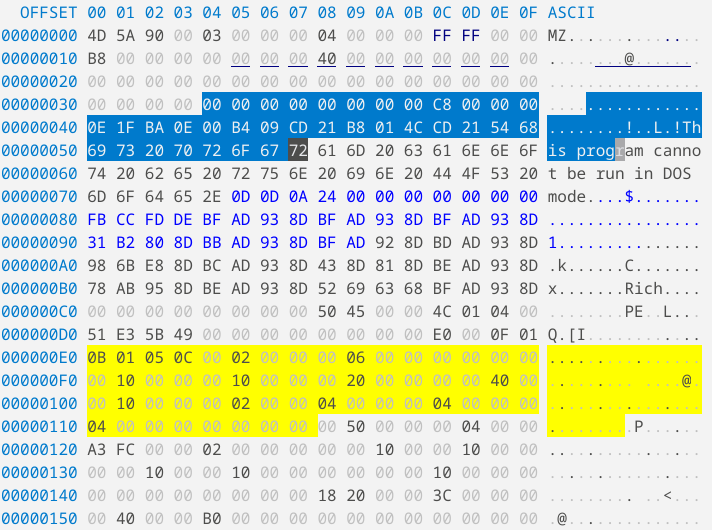 OFFSET 00 01 02 03 04 05 06 07 08 09 0A 0B 0C 0D 0E 0F ASCII
00000000 4D 5A 90 00 03 00 00 00 04 00 00 00 FF FF 00 00 MZ..............
00000010 B8 00 00 00 00 00 00 00 40 00 00 00 00 00 00 00 ........@.......
00000020 00 00 00 00 00 00 00 00 00 00 00 00 00 00 00 00 ................
00000030 00 00 00 00 00 00 00 00 00 00 00 00 C8 00 00 00 ................
00000040 0E 1F BA 0E 00 B4 09 CD 21 B8 01 4C CD 21 54 68 ........!..L.!Th
00000050 69 73 20 70 72 6F 67 72 61 6D 20 63 61 6E 6E 6F is program canno
00000060 74 20 62 65 20 72 75 6E 20 69 6E 20 44 4F 53 20 t be run in DOS
00000070 6D 6F 64 65 2E 0D 0D 0A 24 00 00 00 00 00 00 00 mode....$.......
00000080 FB CC FD DE BF AD 93 8D BF AD 93 8D BF AD 93 8D ................
00000090 31 B2 80 8D BB AD 93 8D BF AD 92 8D BD AD 93 8D 1...............
000000A0 98 6B E8 8D BC AD 93 8D 43 8D 81 8D BE AD 93 8D .k......C.......
000000B0 78 AB 95 8D BE AD 93 8D 52 69 63 68 BF AD 93 8D x.......Rich....
000000C0 00 00 00 00 00 00 00 00 50 45 00 00 4C 01 04 00 ........PE..L...
000000D0 51 E3 5B 49 00 00 00 00 00 00 00 00 E0 00 0F 01 Q.[I............
000000E0 0B 01 05 0C 00 02 00 00 00 06 00 00 00 00 00 00 ................
000000F0 00 10 00 00 00 10 00 00 00 20 00 00 00 00 40 00 ......... ....@.
00000100 00 10 00 00 00 02 00 00 04 00 00 00 04 00 00 00 ................
00000110 04 00 00 00 00 00 00 00 00 50 00 00 00 04 00 00 .........P......
00000120 A3 FC 00 00 02 00 00 00 00 00 10 00 00 10 00 00 ................
00000130 00 00 10 00 00 10 00 00 00 00 00 00 10 00 00 00 ................
00000140 00 00 00 00 00 00 00 00 18 20 00 00 3C 00 00 00 ......... ..<...
00000150 00 40 00 00 B0 00 00 00 00 00 00 00 00 00 00 00 .@..............